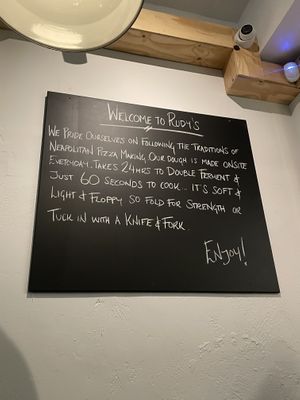 WELCOME TO RUDY'S
WE PRIDE OURSELVES ON FOLLOWING THE TRADITIONS OF
NEAPOLITAN PIZZA MAKING. OUR DOUGH IS MADE ONSITE
EVERYDAY. TAKES 24HRS TO DOUBLE FERMENT &
JUST 60 SECONDS TO COOK... IT'S SOFT &
LIGHT & FLOPPY SO FOLD FOR STRENGTH OR
TUCK IN WITH A KNIFE & FORK
ENJOY!